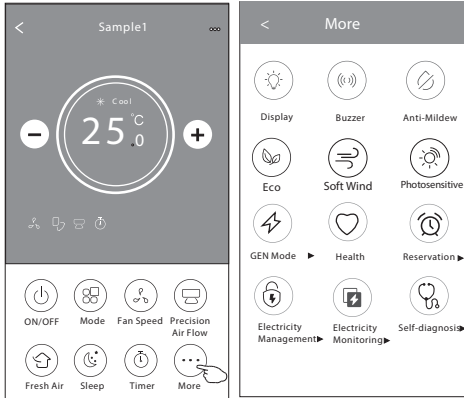 Sample1
Cool
25.0 °C
ON/OFF Mode Fan Speed Precision Air Flow
Fresh Air Sleep Timer More
< More
Display Buzzer Anti-Mildew
Eco Soft Wind Photosensitive
GEN Mode Health Reservation
Electricity Management Electricity Monitoring Self-diagnosis